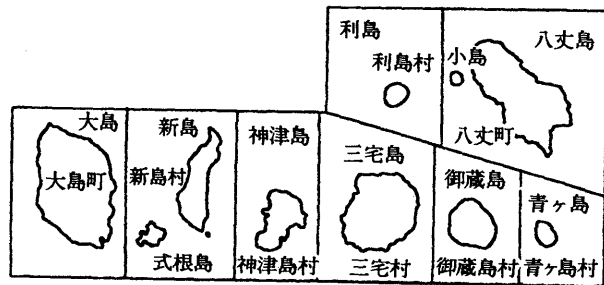 利島
利島村
八丈島
小島
八丈町
大島
大島町
新島
新島村
式根島
神津島
神津島村
三宅島
三宅村
御蔵島
御蔵島村
青ヶ島
青ヶ島村